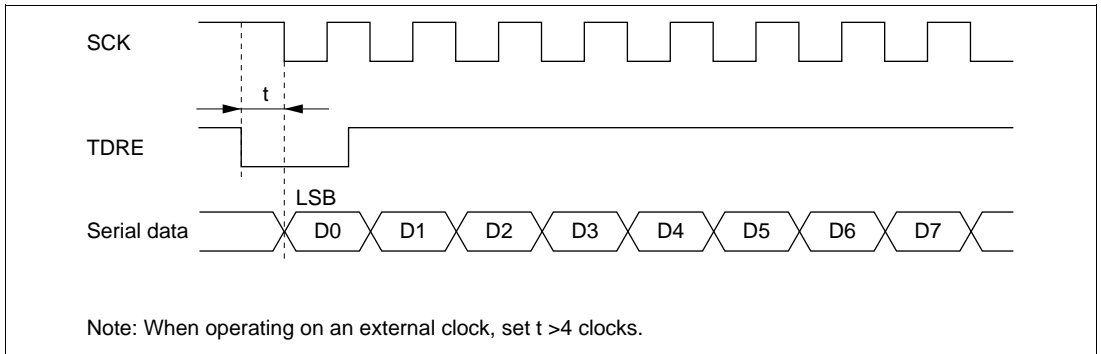 SCK
t
TDRE
LSB
Serial data D0 D1 D2 D3 D4 D5 D6 D7
Note: When operating on an external clock, set t >4 clocks.